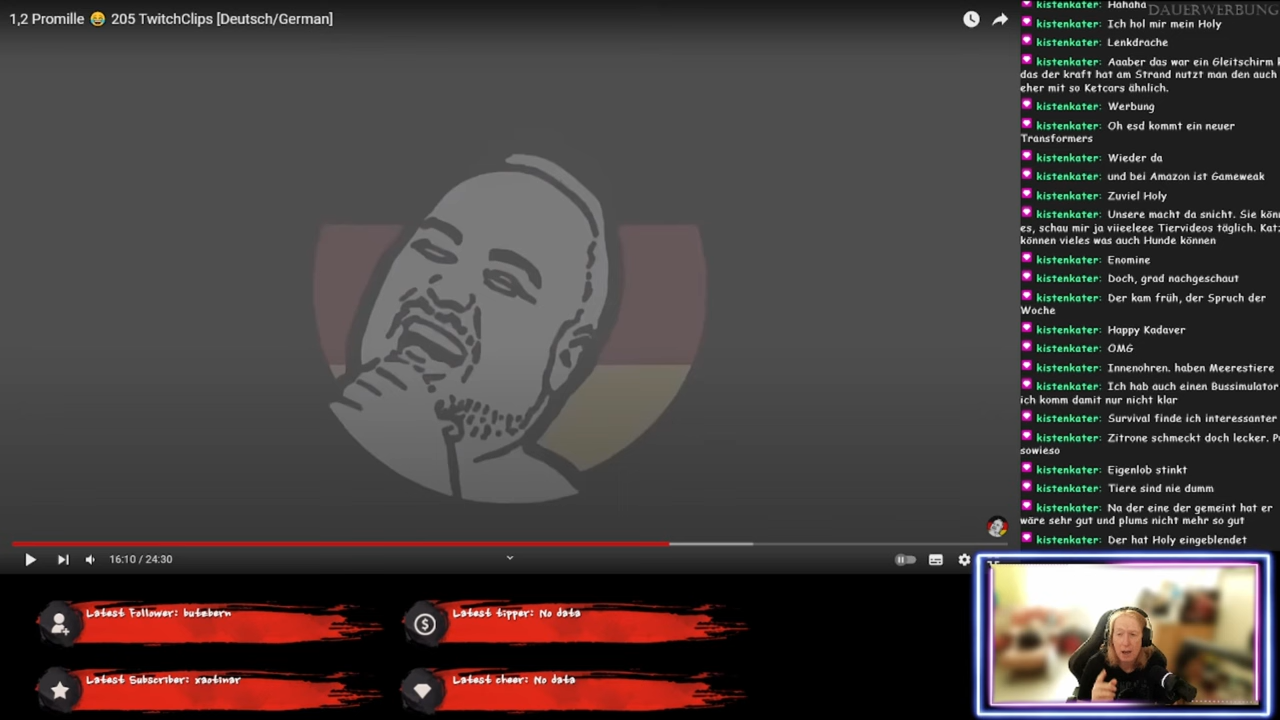 1,2 Promille 😂 205 TwitchClips [Deutsch/German]
DAUERWERBUNG
kistenkater: Hahaha
kistenkater: Ich hol mir mein Holy
kistenkater: Lenkdrache
kistenkater: Aaaber das war ein Gleitschirm
das der kraft hat am Strand nutzt man den auch
eher mit so Ketcars ähnlich.
kistenkater: Werbung
kistenkater: Oh esd kommt ein neuer
Transformers
kistenkater: Wieder da
kistenkater: und bei Amazon ist Gameweak
kistenkater: Zuviel Holy
kistenkater: Unsere macht da snicht. Sie kön
es, schau mir ja viieeleee Tiervideos täglich. Kat
können vieles was auch Hunde können
kistenkater: Enomine
kistenkater: Doch, grad nachgeschaut
kistenkater: Der kam früh, der Spruch der
Woche
kistenkater: Happy Kadaver
kistenkater: OMG
kistenkater: Innenohren. haben Meerestiere
kistenkater: Ich hab auch einen Bussimulator
ich komm damit nur nicht klar
kistenkater: Survival finde ich interessanter
kistenkater: Zitrone schmeckt doch lecker. P
sowieso
kistenkater: Eigenlob stinkt
kistenkater: Tiere sind nie dumm
kistenkater: Na der eine der gemeint hat er
wäre sehr gut und plums nicht mehr so gut
kistenkater: Der hat Holy eingeblendet
16:10 / 24:30
Latest Follower: butzbern
Latest tipper: No data
Latest Subscriber: xaotinar
Latest cheer: No data